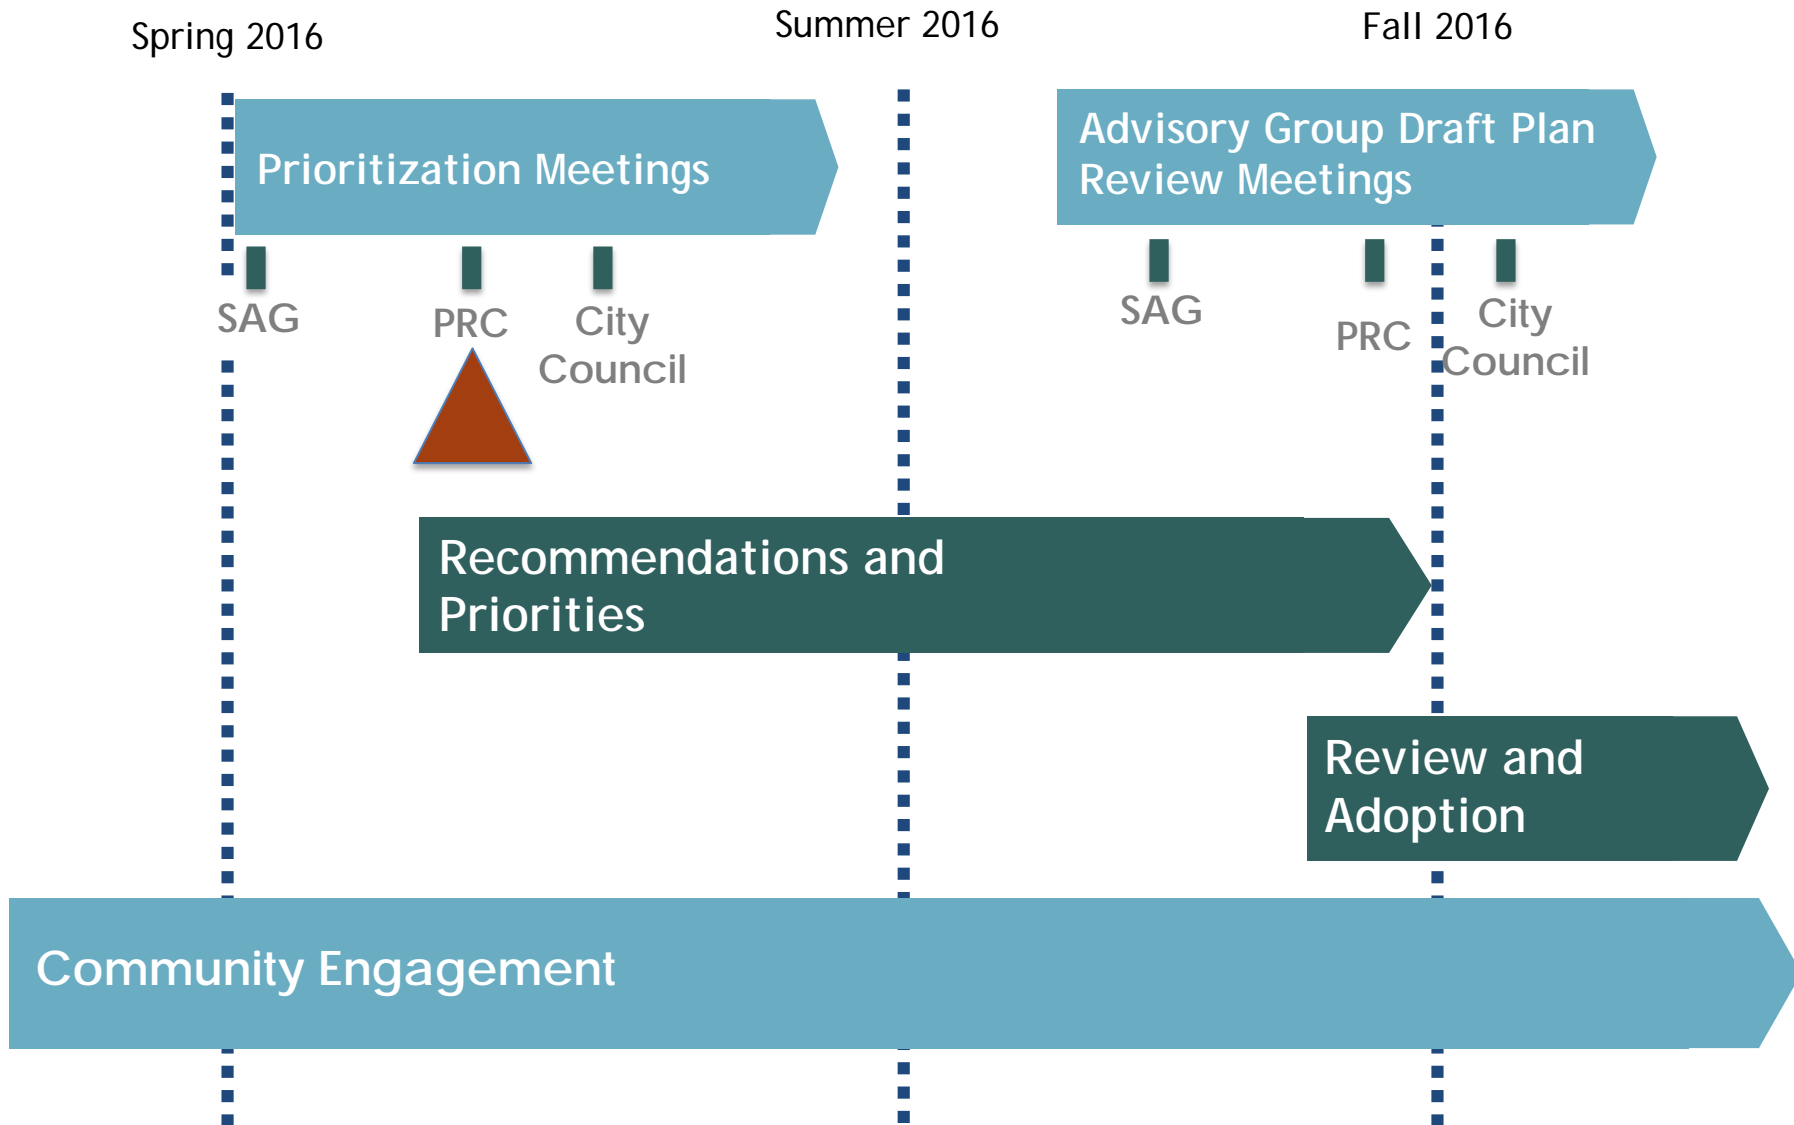 Spring 2016
Summer 2016
Fall 2016
Prioritization Meetings
Advisory Group Draft Plan
Review Meetings
SAG
PRC
City
Council
SAG
PRC
City
Council
Recommendations and
Priorities
Review and
Adoption
Community Engagement